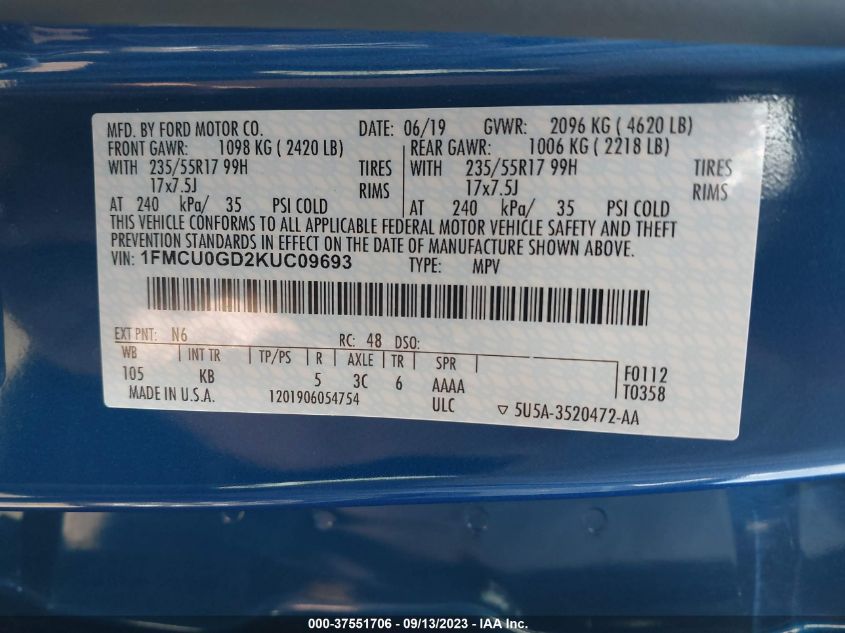 MFD. BY FORD MOTOR CO. DATE: 06/19 GVWR: 2096 KG ( 4620 LB)
FRONT GAWR: 1098 KG ( 2420 LB) REAR GAWR: 1006 KG ( 2218 LB)
WITH 235/55R17 99H TIRES WITH 235/55R17 99H TIRES
17x7.5J RIMS 17x7.5J RIMS
AT 240 kPa/ 35 PSI COLD AT 240 kPa/ 35 PSI COLD
THIS VEHICLE CONFORMS TO ALL APPLICABLE FEDERAL MOTOR VEHICLE SAFETY AND THEFT
PREVENTION STANDARDS IN EFFECT ON THE DATE OF MANUFACTURE SHOWN ABOVE.
VIN: 1FMCU0GD2KUC09693 TYPE: MPV
EXT PNT: N6 RC: 48 DSO:
WB INT TR TP/PS R AXLE TR SPR
105 KB 5 3C 6 AAAA F0112
MADE IN U.S.A. 1201906054754 ULC T0358
5U5A-3520472-AA
000-37551706 - 09/13/2023 - IAAI Inc.